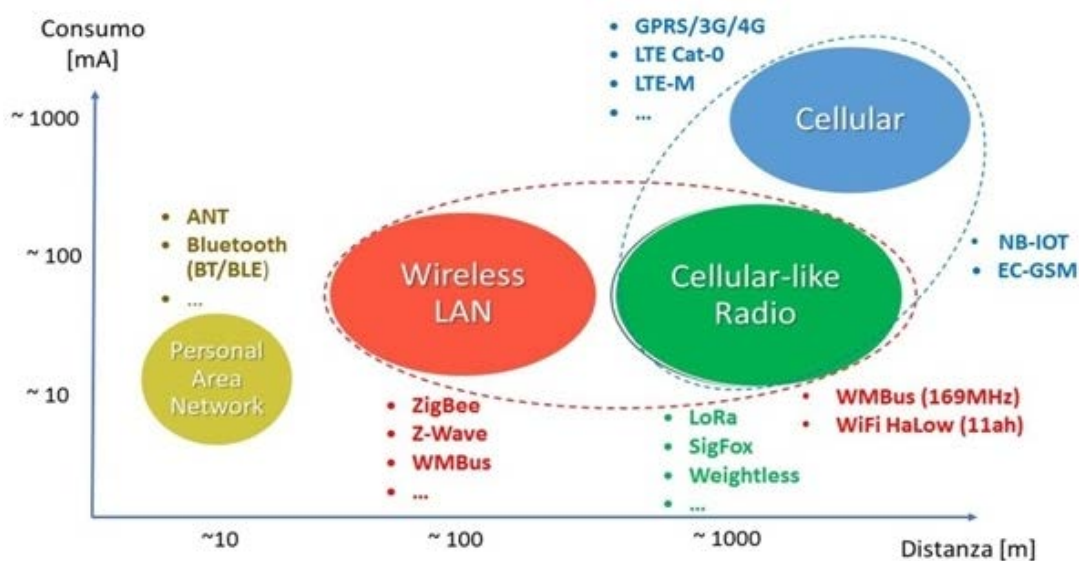 Consumo
[mA]
~ 1000
~ 100
~ 10
• GPRS/3G/4G
• LTE Cat-0
• LTE-M
• ...
Cellular
• ANT
• Bluetooth
(BT/BLE)
• ...
Personal
Area
Network
Wireless
LAN
Cellular-like
Radio
• NB-IOT
• EC-GSM
• ZigBee
• Z-Wave
• WMBus
• ...
• LoRa
• SigFox
• Weightless
• ...
• WMBus (169MHz)
• WiFi HaLow (11ah)
~10
~ 100
~ 1000
Distanza [m]